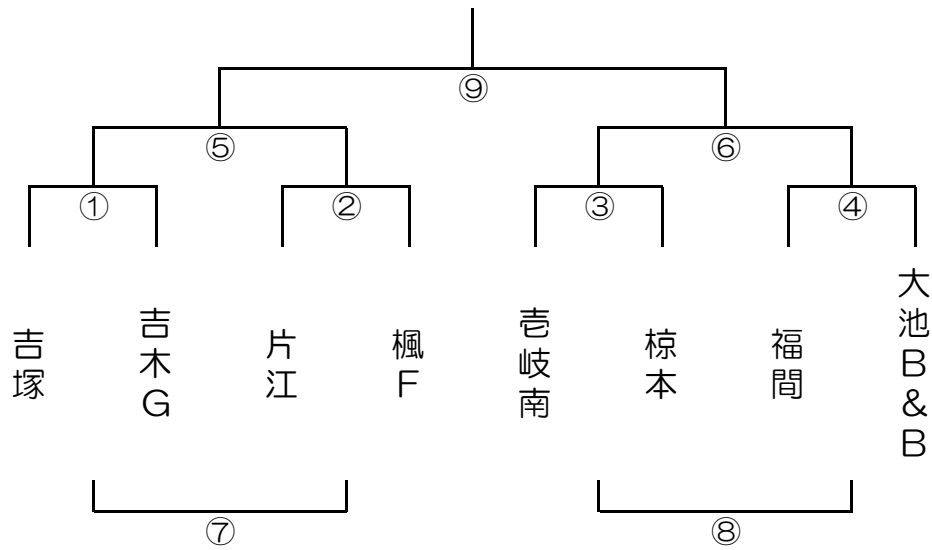 ⑨
⑤
⑥
①
②
③
④
吉塚
吉木G
片江
楓F
壱岐南
椋本
福間
大池B&B
⑦
⑧